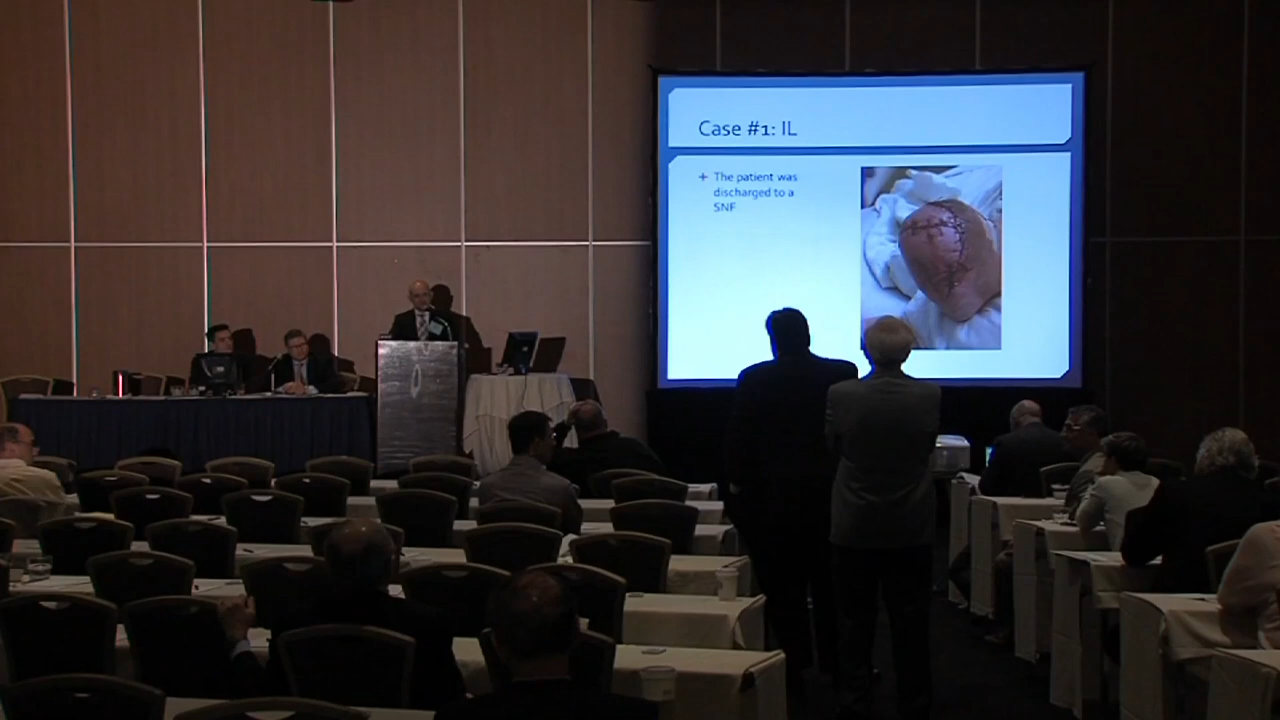 Case #1: IL
+ The patient was
discharged to a
SNF